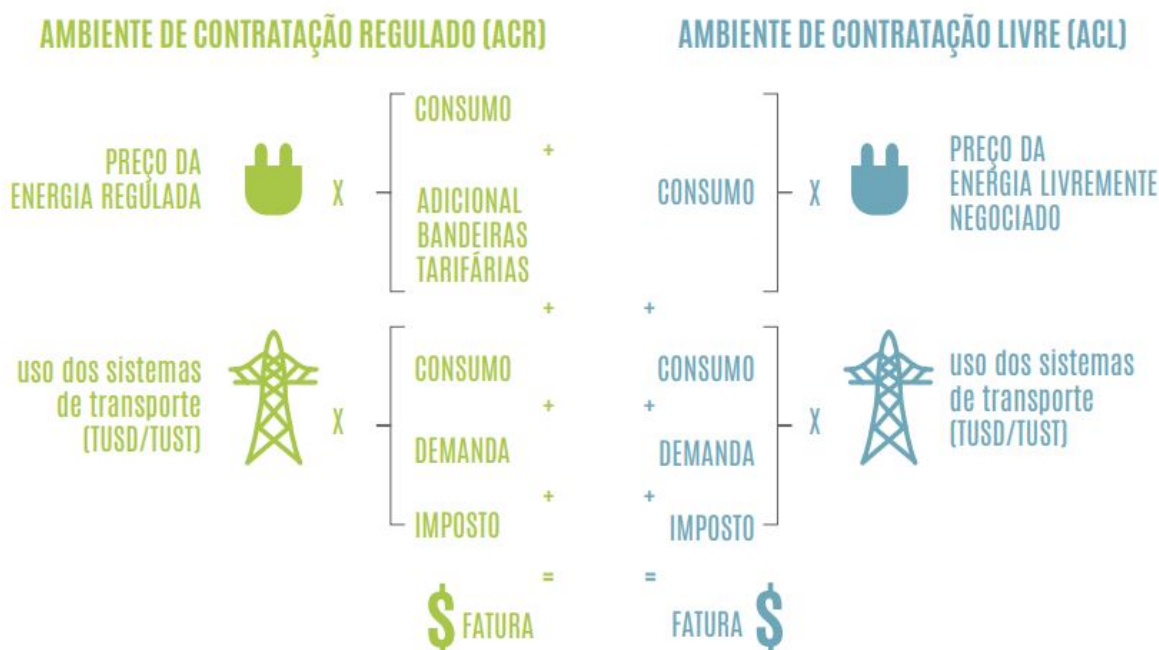 AMBIENTE DE CONTRATAÇÃO REGULADO (ACR)
PREÇO DA
ENERGIA REGULADA
X
CONSUMO
+
ADICIONAL
BANDEIRAS
TARIFÁRIAS
+
uso dos sistemas
de transporte
(TUSD/TUST)
X
CONSUMO
+
DEMANDA
+
IMPOSTO
=
$ FATURA
AMBIENTE DE CONTRATAÇÃO LIVRE (ACL)
CONSUMO
X
PREÇO DA
ENERGIA LIVREMENTE
NEGOCIADO
+
CONSUMO
+
DEMANDA
+
IMPOSTO
X
uso dos sistemas
de transporte
(TUSD/TUST)
=
FATURA $